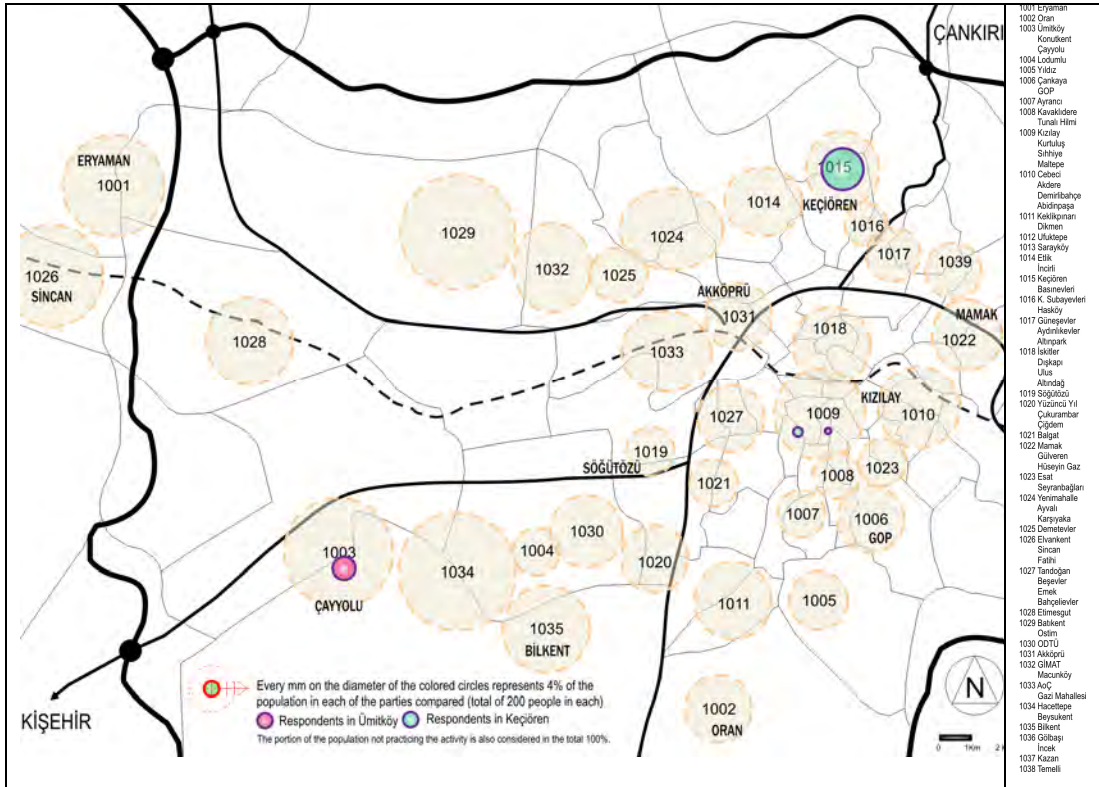 ÇANKIRI
ERYAMAN
1001
1015
KEÇİÖREN
1014
1016
1029
1024
1017
1039
1026
SİNCAN
1032
1025
AKKÖPRÜ
1031
MAMAK
1018
1022
1028
1033
KIZILAY
1027
1009
1010
SÖĞÜTÖZÜ
1019
1021
1008
1023
1007
1006
GOP
1003
1004
1030
1034
1020
ÇAYYOLU
1011
1005
1035
BİLKENT
1002
ORAN
Every mm on the diameter of the colored circles represents 4% of the
population in each of the parties compared (total of 200 people in each)
Respondents in Ümitköy Respondents in Keçiören
The portion of the population not practicing the activity is also considered in the total 100%.
KİŞEHİR
N
0 1Km 2
1001 Eryaman
1002 Oran
1003 Ümitköy
Konutkent
Çayyolu
1004 Lodumlu
1005 Yıldız
1006 Çankaya
GOP
1007 Ayrancı
1008 Kavaklıdere
Tunalı Hilmi
1009 Kızılay
Kurtuluş
Sıhhiye
Maltepe
1010 Cebeci
Akdere
Demirlibahçe
Abidinpaşa
1011 Keklikpınarı
Dikmen
1012 Ufuktepe
1013 Sarayköy
1014 Etlik
İncirli
1015 Keçiören
Basınevleri
1016 K. Subayevleri
Hasköy
1017 Güneşevler
Aydınlıkevler
Altınpark
1018 İskitler
Dışkapı
Ulus
Altındağ
1019 Söğütözü
1020 Yüzüncü Yıl
Çukurambar
Çiğdem
1021 Balgat
1022 Mamak
Gülveren
Hüseyin Gaz
1023 Esat
Seyranbağları
1024 Yenimahalle
Ayvalı
Karşıyaka
1025 Demetevler
1026 Elvankent
Sincan
Fatihi
1027 Tandoğan
Beşevler
Emek
Bahçelievler
1028 Etimesgut
1029 Batıkent
Ostim
1030 ODTÜ
1031 Akköprü
1032 GİMAT
Macunköy
1033 AoÇ
Gazi Mahallesi
1034 Hacettepe
Beysukent
1035 Bilkent
1036 Gölbaşı
İncek
1037 Kazan
1038 Temelli